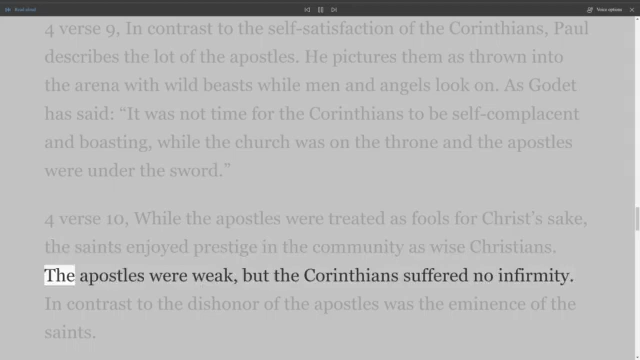 Read aloud
Voice options
4 verse 9, In contrast to the self-satisfaction of the Corinthians, Paul
describes the lot of the apostles. He pictures them as thrown into
the arena with wild beasts while men and angels look on. As Godet
has said: “It was not time for the Corinthians to be self-complacent
and boasting, while the church was on the throne and the apostles
were under the sword.”
4 verse 10, While the apostles were treated as fools for Christ’s sake,
the saints enjoyed prestige in the community as wise Christians.
The apostles were weak, but the Corinthians suffered no infirmity.
In contrast to the dishonor of the apostles was the eminence of the
saints.